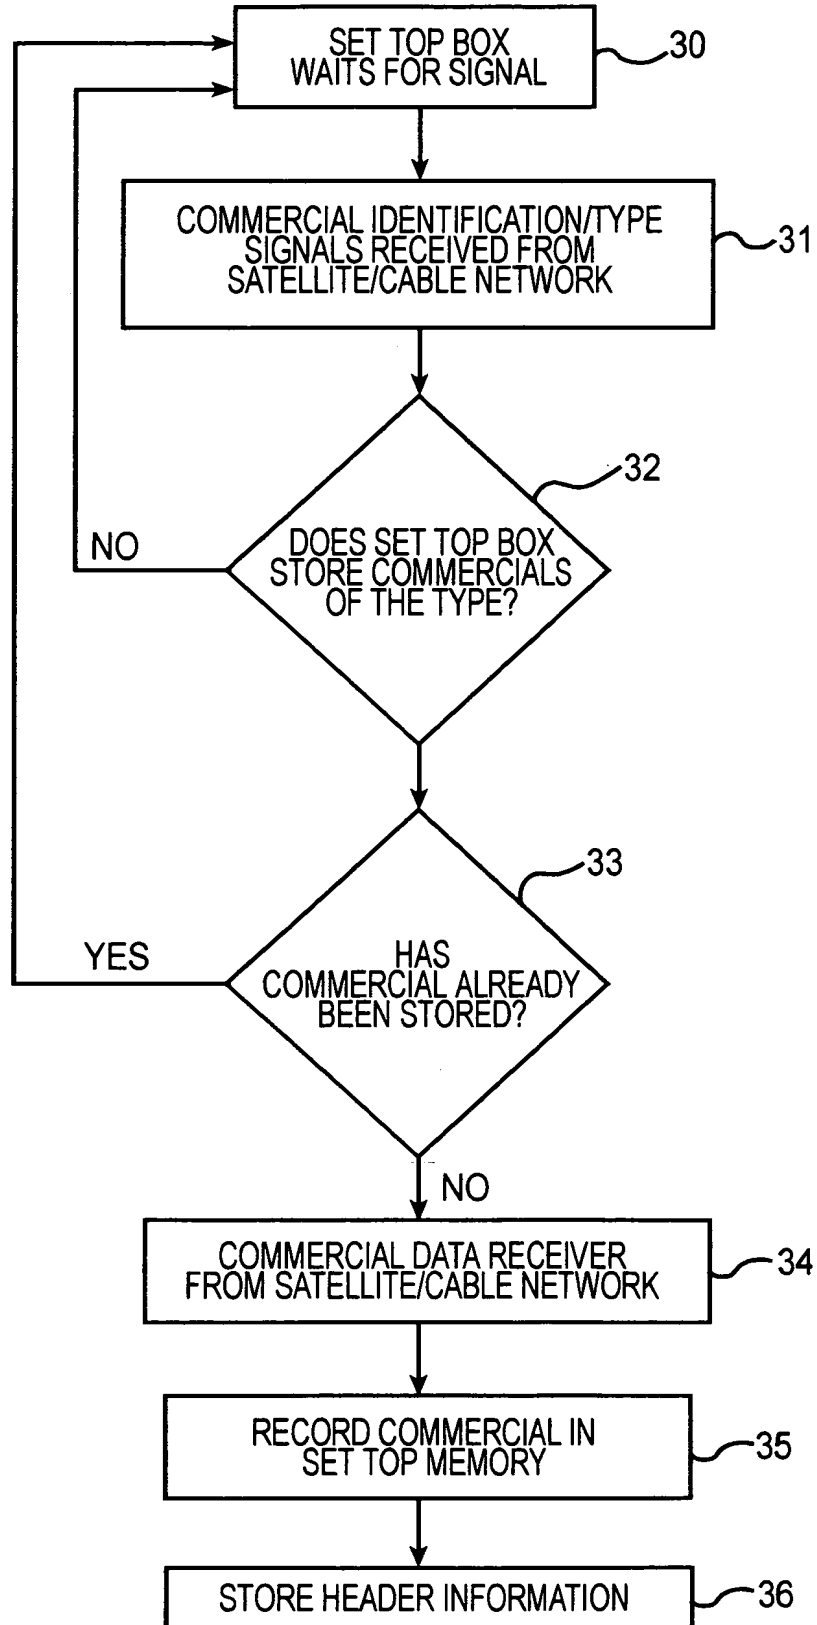 SET TOP BOX
WAITS FOR SIGNAL
30
COMMERCIAL IDENTIFICATION/TYPE
SIGNALS RECEIVED FROM
SATELLITE/CABLE NETWORK
31
32
DOES SET TOP BOX
STORE COMMERCIALS
OF THE TYPE?
NO
33
HAS
COMMERCIAL ALREADY
BEEN STORED?
YES
NO
COMMERCIAL DATA RECEIVER
FROM SATELLITE/CABLE NETWORK
34
RECORD COMMERCIAL IN
SET TOP MEMORY
35
STORE HEADER INFORMATION
36